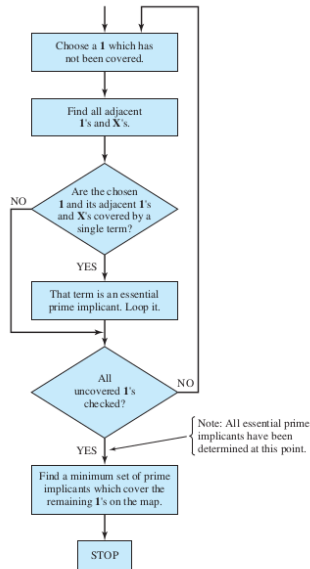 Choose a 1 which has
not been covered.
Find all adjacent
1's and X's.
Are the chosen
1 and its adjacent 1's
and X's covered by a
single term?
NO
YES
That term is an essential
prime implicant. Loop it.
All
uncovered 1's
checked?
NO
YES
Note: All essential prime
implicants have been
determined at this point.
Find a minimum set of prime
implicants which cover the
remaining 1's on the map.
STOP